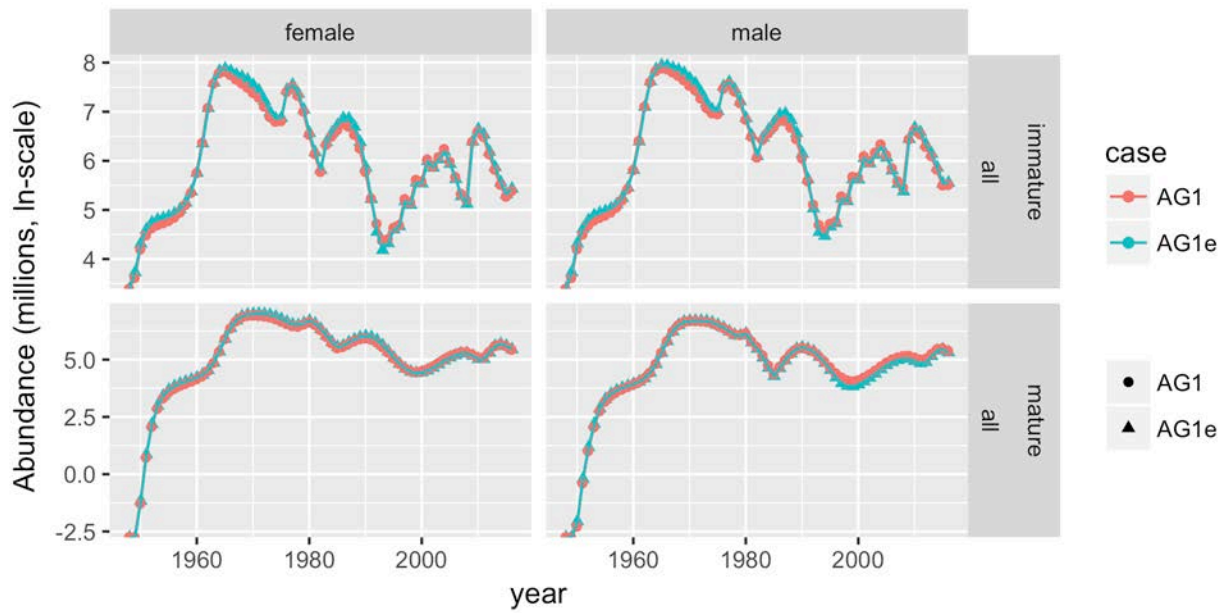 female
male
8
7
6
5
4
immature
all
5.0
2.5
0.0
-2.5
mature
all
1960
1980
2000
1960
1980
2000
year
Abundance (millions, ln-scale)
case
AG1
AG1e
AG1
AG1e